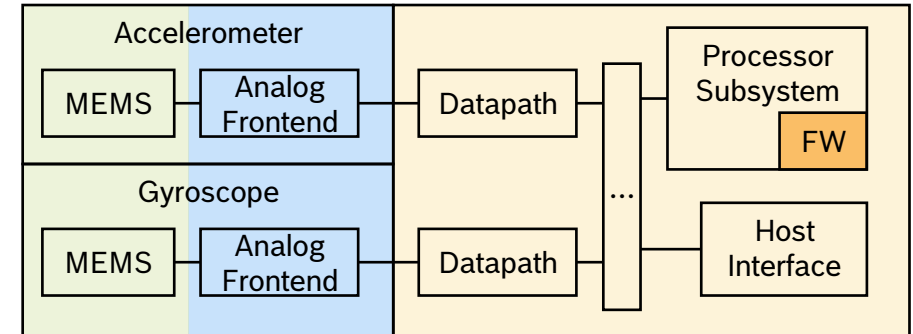 Accelerometer
MEMS
Analog
Frontend
Datapath
Processor
Subsystem
FW
Gyroscope
MEMS
Analog
Frontend
Datapath
...
Host
Interface